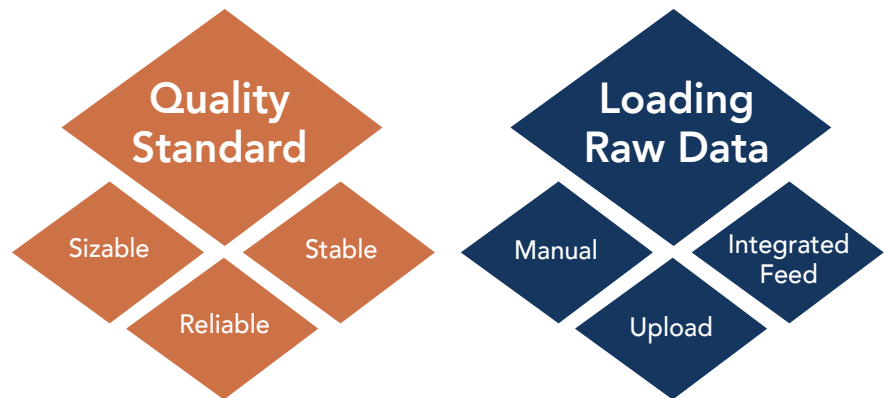 Quality
Standard
Sizable
Stable
Reliable
Loading
Raw Data
Manual
Integrated
Feed
Upload